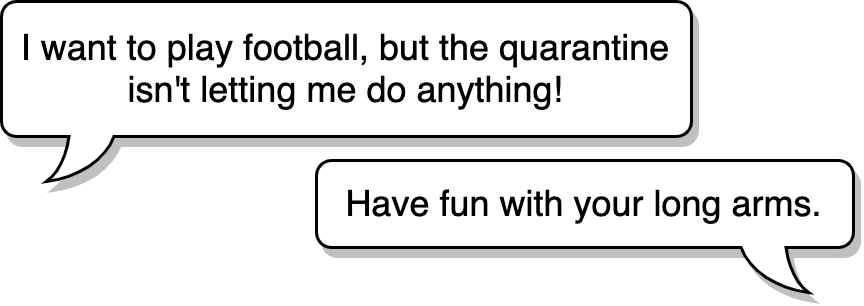 I want to play football, but the quarantine
isn't letting me do anything!
Have fun with your long arms.